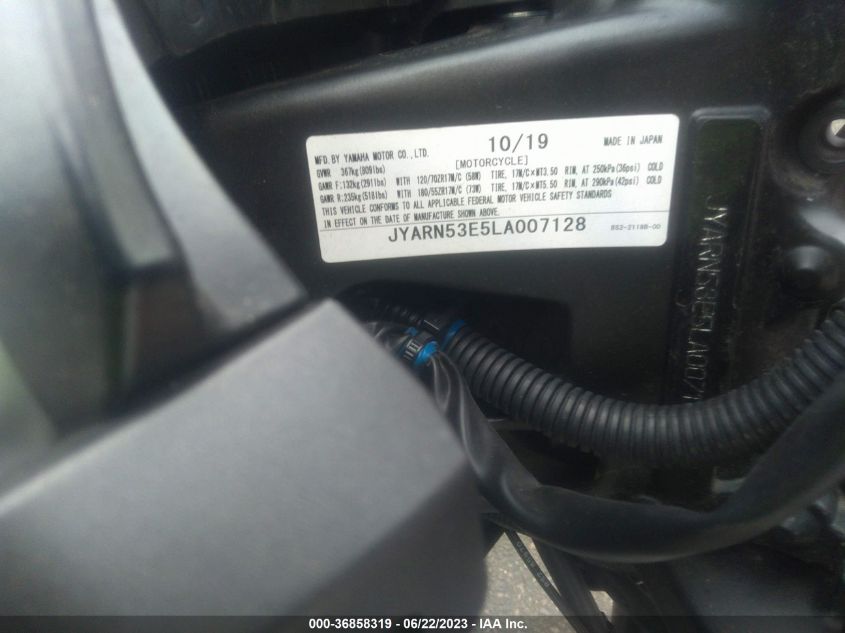 10/19 MADE IN JAPAN
MFD. BY YAMAHA MOTOR CO., LTD. [MOTORCYCLE]
GVWR 367kg(809lbs)
GAWR F: 132kg(291lbs) WITH 120/70ZR17M/C (58W) TIRE, 17M/C×MT3.50 RIM, AT 250kPa(36psi) COLD
GAWR R: 235kg(518lbs) WITH 180/55ZR17M/C (73W) TIRE, 17M/C×MT5.50 RIM, AT 290kPa(42psi) COLD
THIS VEHICLE CONFORMS TO ALL APPLICABLE FEDERAL MOTOR VEHICLE SAFETY STANDARDS
IN EFFECT ON THE DATE OF MANUFACTURE SHOWN ABOVE.
JYARN53E5LA007128 BS2-2118B-00
JYARN53E5LA0071
000-36858319 - 06/22/2023 - IAA Inc.